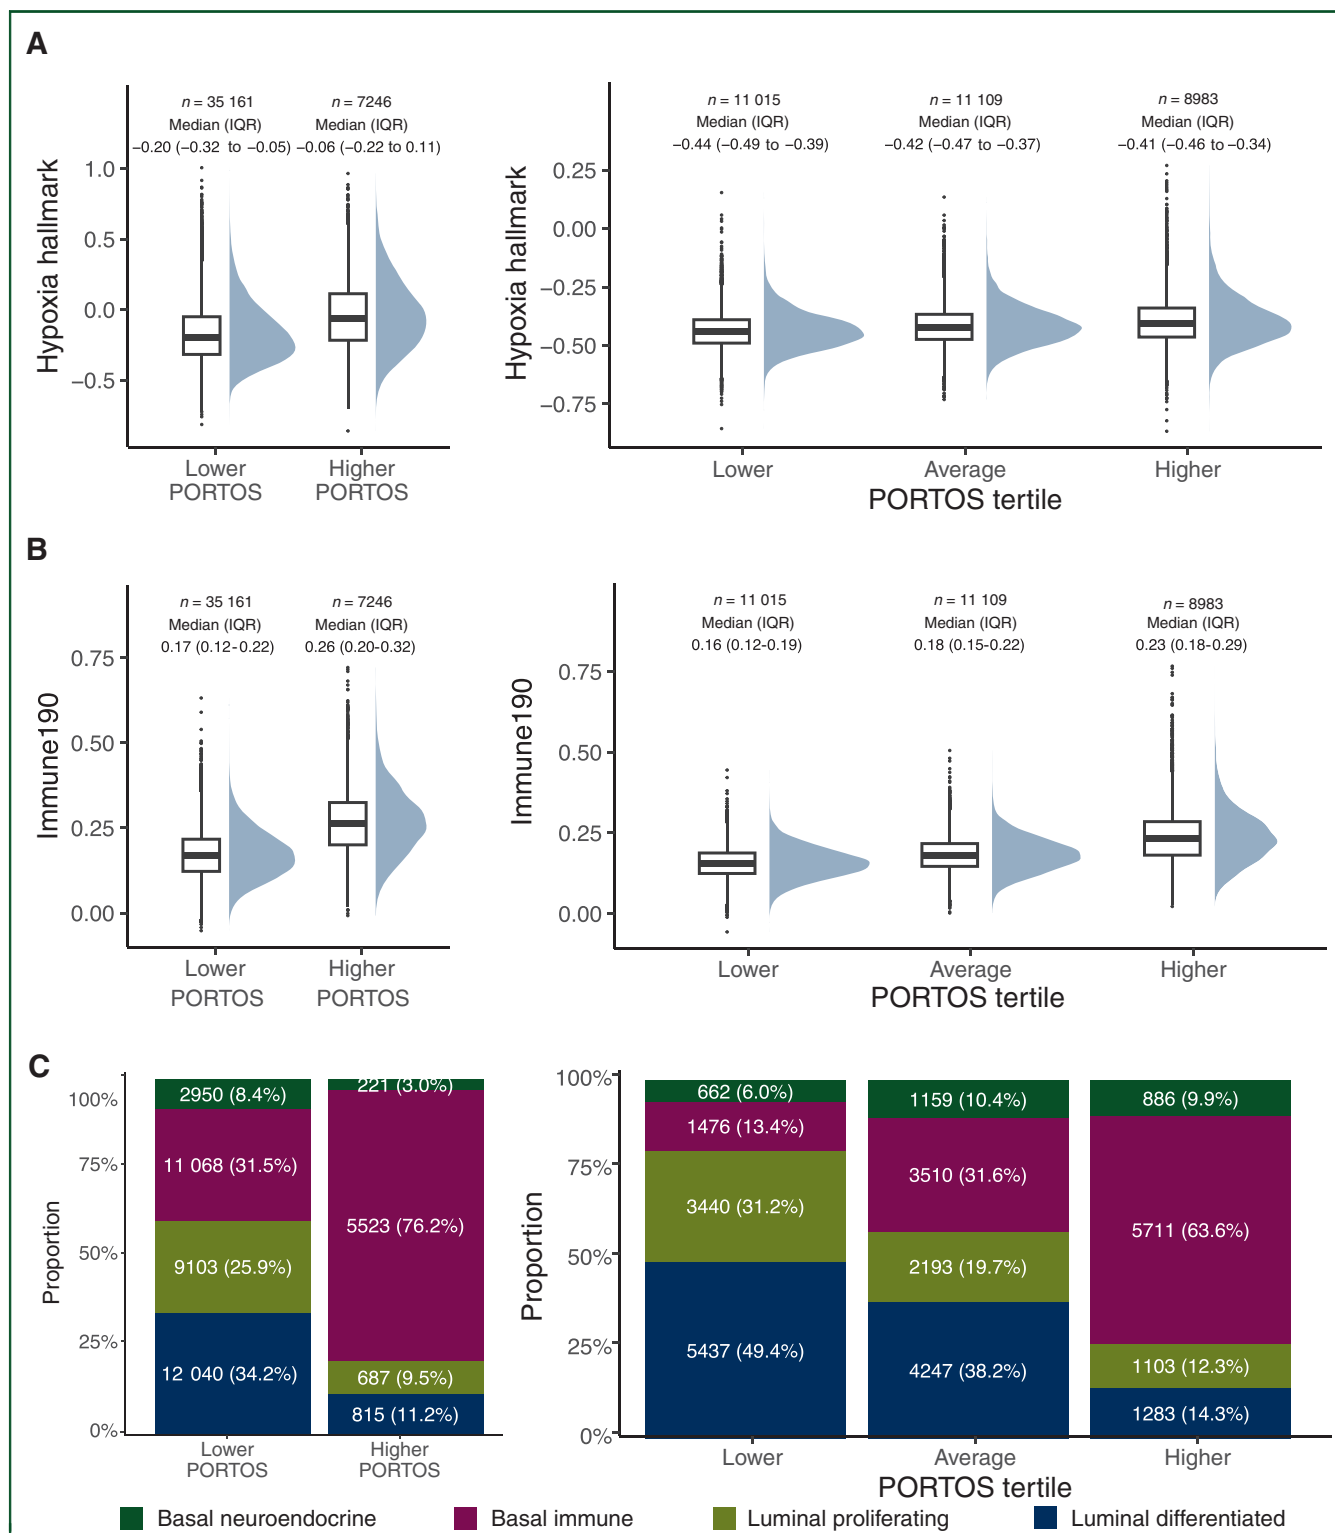 A
n = 35 161
Median (IQR)
−0.20 (−0.32 to −0.05)
n = 7246
Median (IQR)
−0.06 (−0.22 to 0.11)
Hypoxia hallmark
1.0
0.5
0.0
−0.5
Lower
PORTOS
Higher
PORTOS
n = 11 015
Median (IQR)
−0.44 (−0.49 to −0.39)
n = 11 109
Median (IQR)
−0.42 (−0.47 to −0.37)
n = 8983
Median (IQR)
−0.41 (−0.46 to −0.34)
Hypoxia hallmark
0.25
0.00
−0.25
−0.50
−0.75
Lower
Average
Higher
PORTOS tertile
B
n = 35 161
Median (IQR)
0.17 (0.12-0.22)
n = 7246
Median (IQR)
0.26 (0.20-0.32)
Immune190
0.75
0.50
0.25
0.00
Lower
PORTOS
Higher
PORTOS
n = 11 015
Median (IQR)
0.16 (0.12-0.19)
n = 11 109
Median (IQR)
0.18 (0.15-0.22)
n = 8983
Median (IQR)
0.23 (0.18-0.29)
Immune190
0.75
0.50
0.25
0.00
Lower
Average
Higher
PORTOS tertile
C
Proportion
100%
75%
50%
25%
0%
2950 (8.4%)
11 068 (31.5%)
9103 (25.9%)
12 040 (34.2%)
221 (3.0%)
5523 (76.2%)
687 (9.5%)
815 (11.2%)
Lower
PORTOS
Higher
PORTOS
Proportion
100%
75%
50%
25%
0%
662 (6.0%)
1476 (13.4%)
3440 (31.2%)
5437 (49.4%)
1159 (10.4%)
3510 (31.6%)
2193 (19.7%)
4247 (38.2%)
886 (9.9%)
5711 (63.6%)
1103 (12.3%)
1283 (14.3%)
Lower
Average
Higher
PORTOS tertile
Basal neuroendocrine
Basal immune
Luminal proliferating
Luminal differentiated